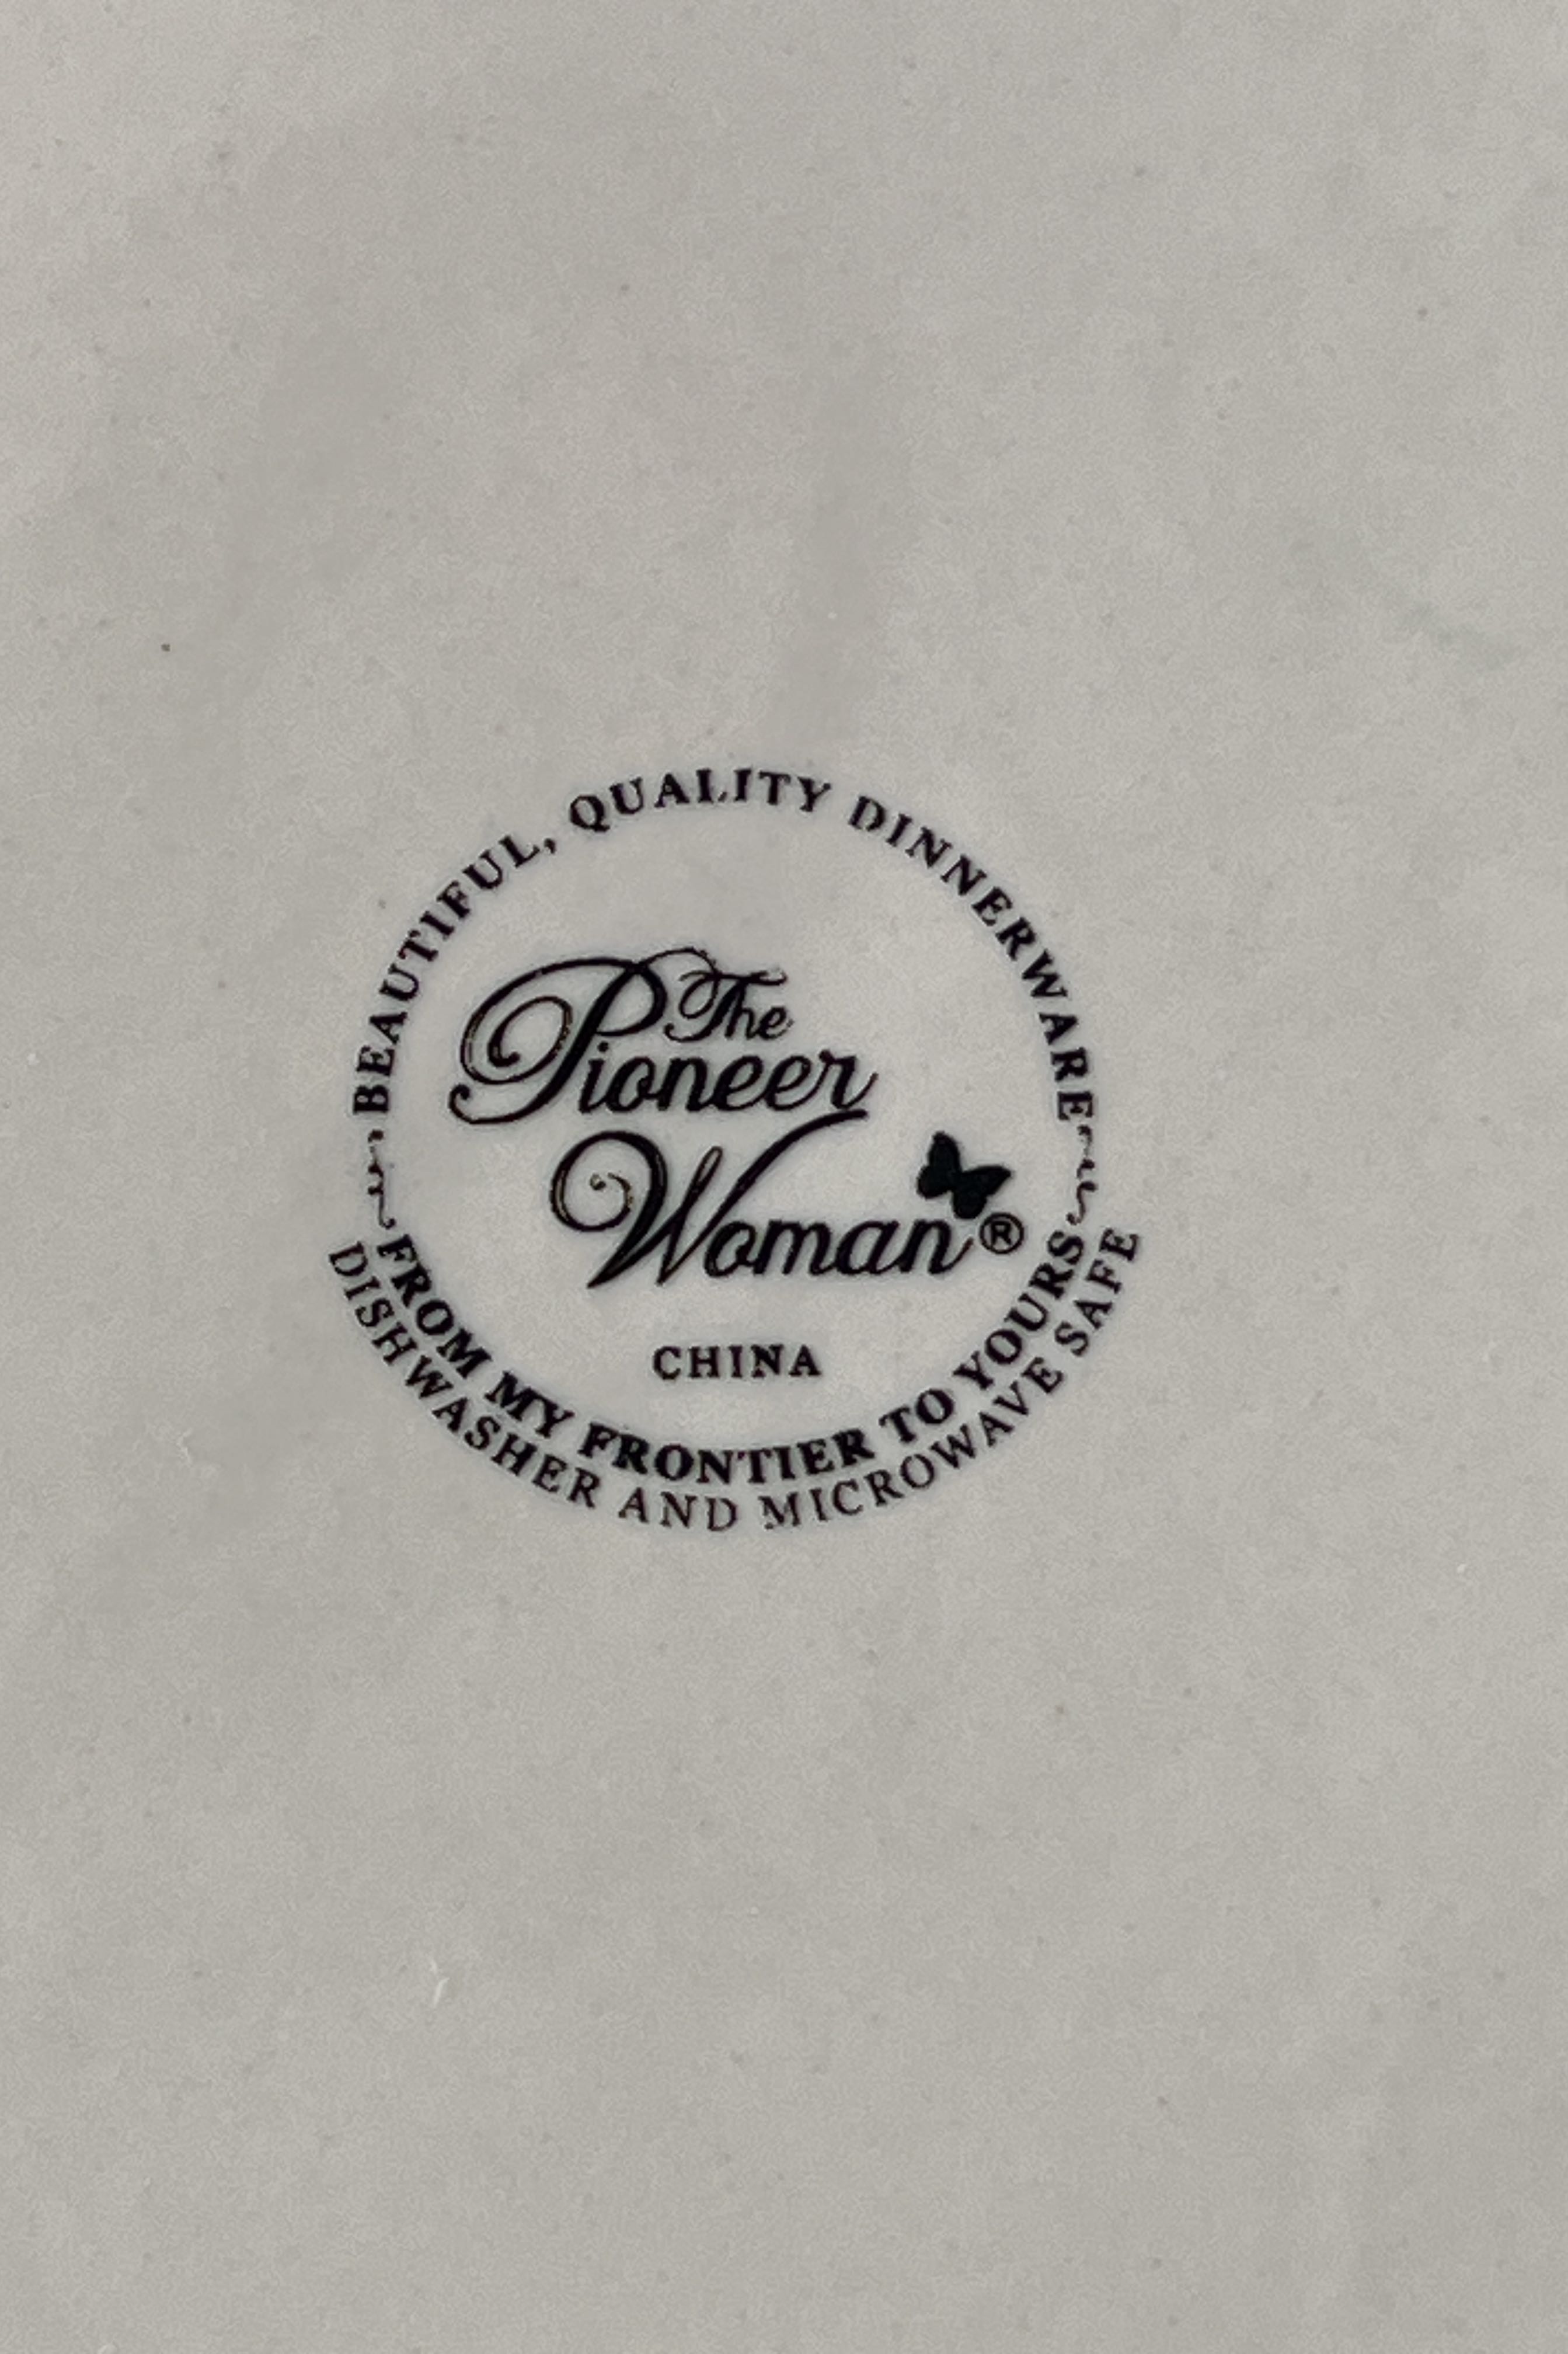 BEAUTIFUL, QUALITY DINNERWARE
The
Pioneer
Woman®
CHINA
FROM MY FRONTIER TO YOURS
DISHWASHER AND MICROWAVE SAFE